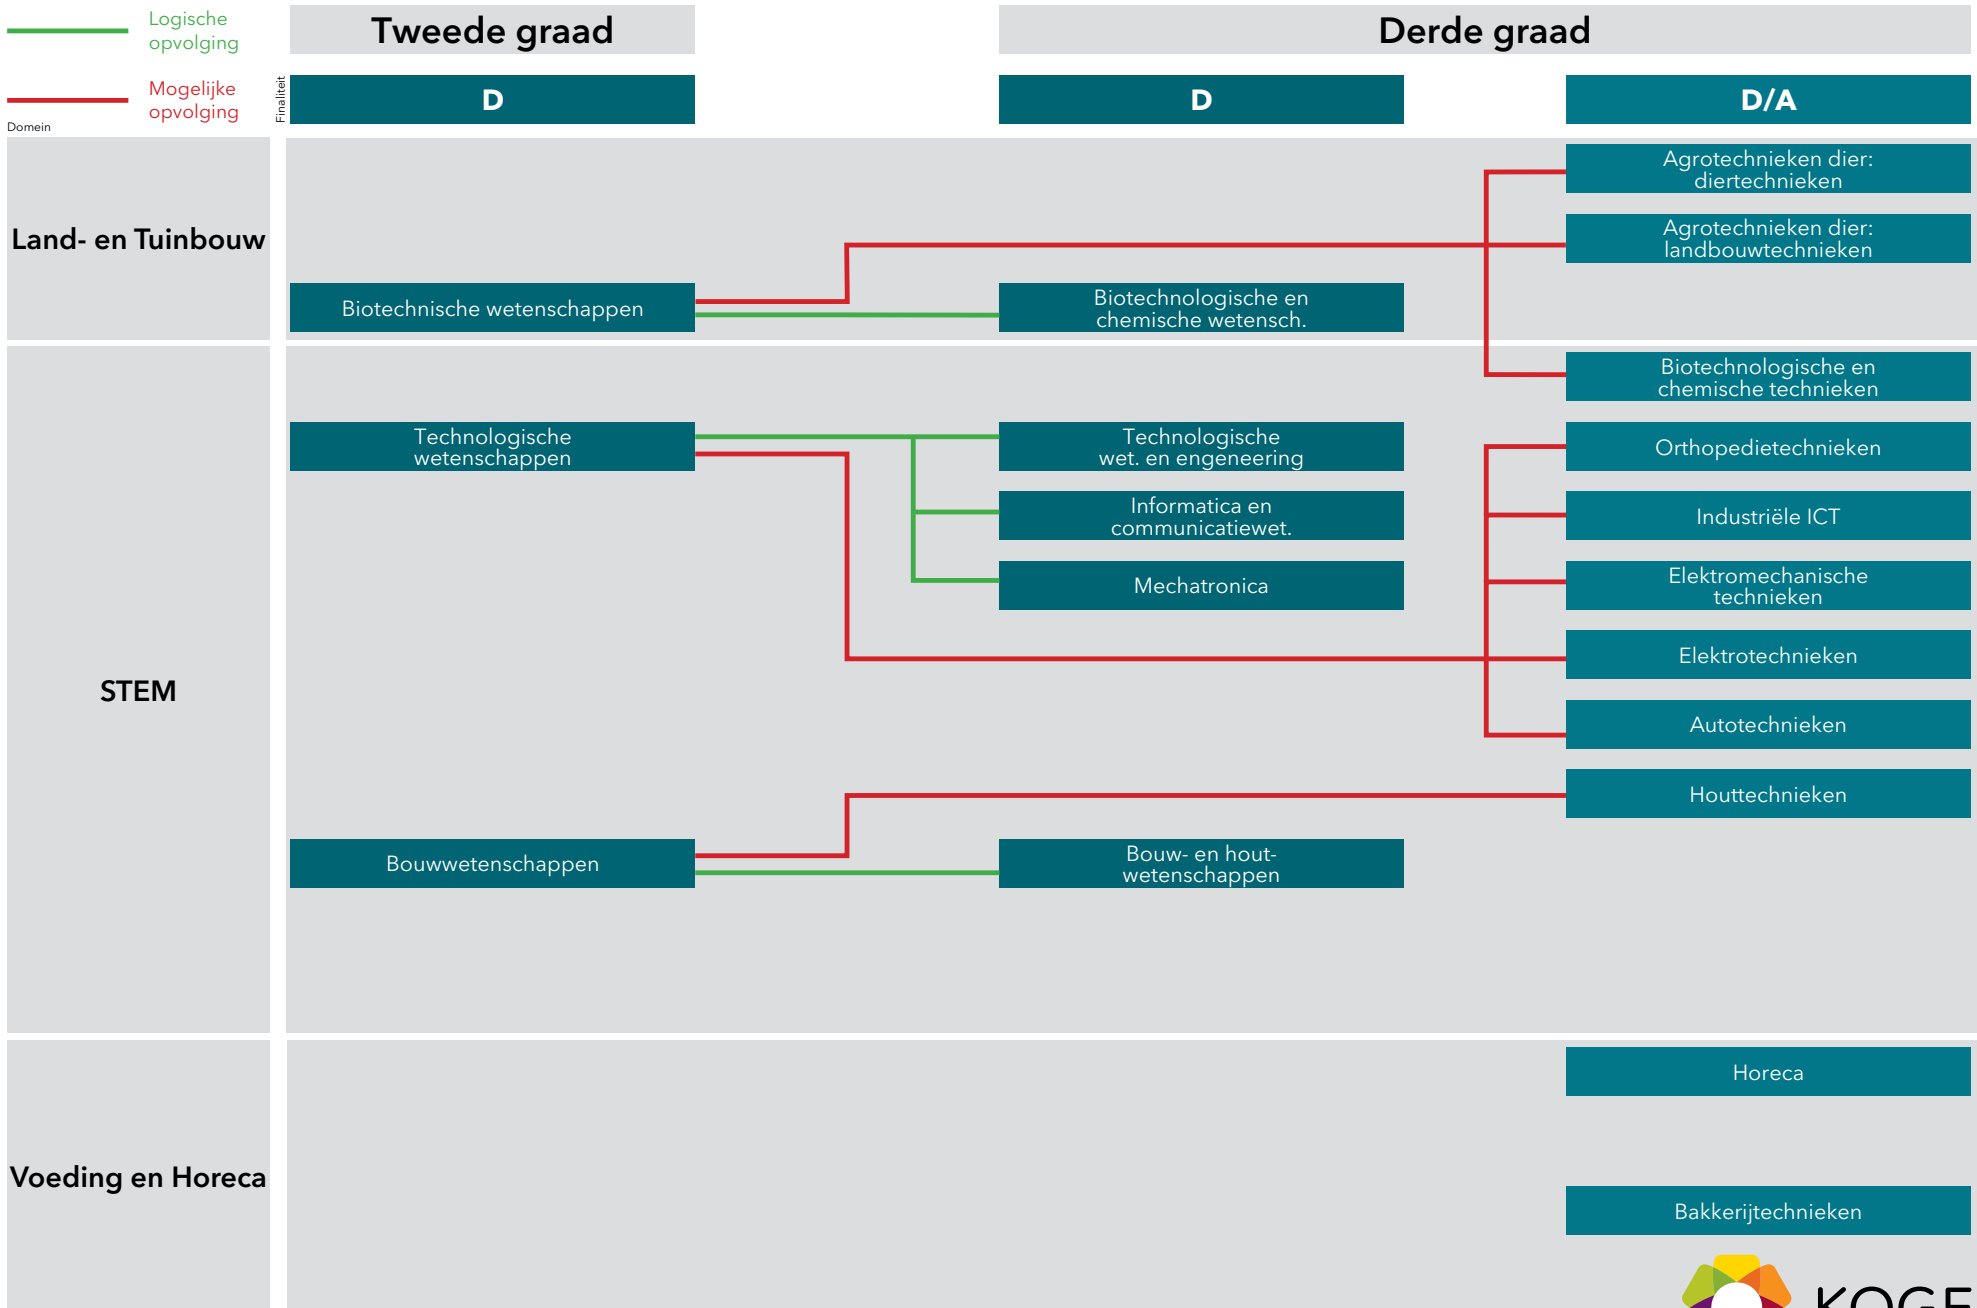 Logische
opvolging
Tweede graad
Derde graad
Mogelijke
opvolging
Finaliteit
D
D
D/A
Domein
Land- en Tuinbouw
Agrotechnieken dier:
diertechnieken
Agrotechnieken dier:
landbouwtechnieken
Biotechnische wetenschappen
Biotechnologische en
chemische wetensch.
STEM
Biotechnologische en
chemische technieken
Technologische
wetenschappen
Technologische
wet. en engeneering
Orthopedietechnieken
Informatica en
communicatiewet.
Industriële ICT
Mechatronica
Elektromechanische
technieken
Elektrotechnieken
Autotechnieken
Houttechnieken
Bouwwetenschappen
Bouw- en hout-
wetenschappen
Voeding en Horeca
Horeca
Bakkerijtechnieken